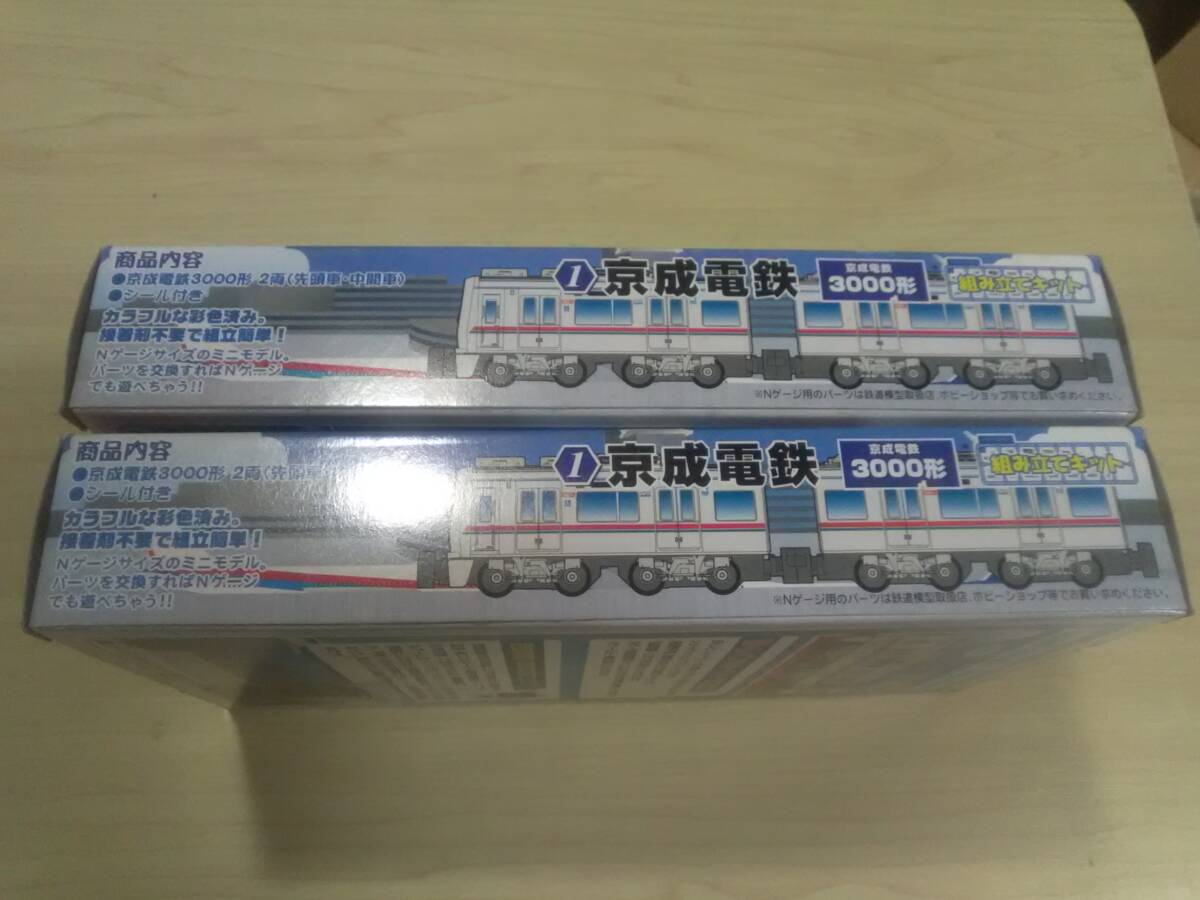 商品内容
●京成電鉄3000形 2両(先頭車・中間車)
●シール付き
カラフルな彩色済み。
接着剤不要で組立簡単!
Nゲージサイズのミニモデル。
パーツを交換すればNゲージ
でも遊べちゃう!!
1 京成電鉄
京成電鉄
3000形
組み立てキット
※Nゲージ用のパーツは鉄道模型取扱店、ホビーショップ等でお買い求めください。
商品内容
●京成電鉄3000形 2両(先頭車
●シール付き
カラフルな彩色済み。
接着剤不要で組立簡単!
Nゲージサイズのミニモデル。
パーツを交換すればNゲージ
でも遊べちゃう!!
1 京成電鉄
京成電鉄
3000形
組み立てキット
※Nゲージ用のパーツは鉄道模型取扱店、ホビーショップ等でお買い求めください。